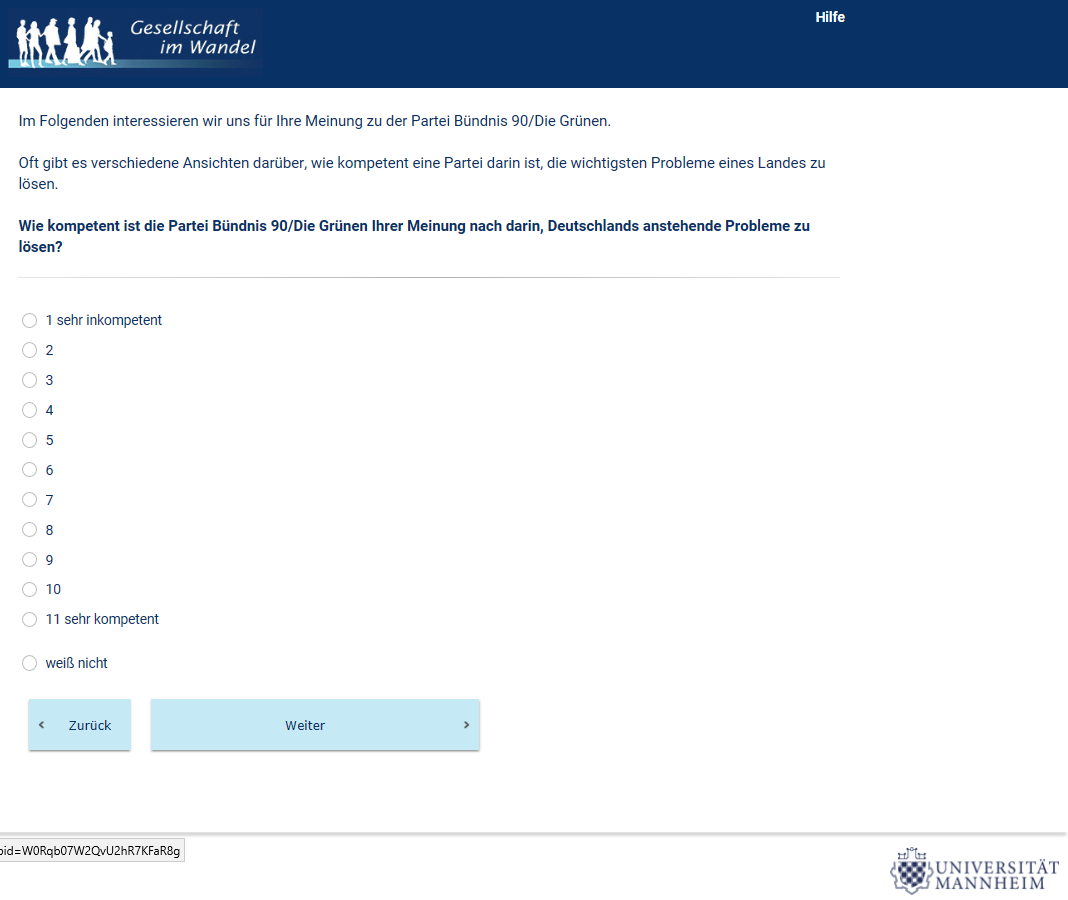 Gesellschaft
im Wandel
Hilfe
Im Folgenden interessieren wir uns für Ihre Meinung zu der Partei Bündnis 90/Die Grünen.
Oft gibt es verschiedene Ansichten darüber, wie kompetent eine Partei darin ist, die wichtigsten Probleme eines Landes zu
lösen.
Wie kompetent ist die Partei Bündnis 90/Die Grünen Ihrer Meinung nach darin, Deutschlands anstehende Probleme zu
lösen?
1 sehr inkompetent
2
3
4
5
6
7
8
9
10
11 sehr kompetent
weiß nicht
‹ Zurück
Weiter ›
pid=W0Rqb07W2QvU2hR7KFaR8g
UNIVERSITÄT
MANNHEIM